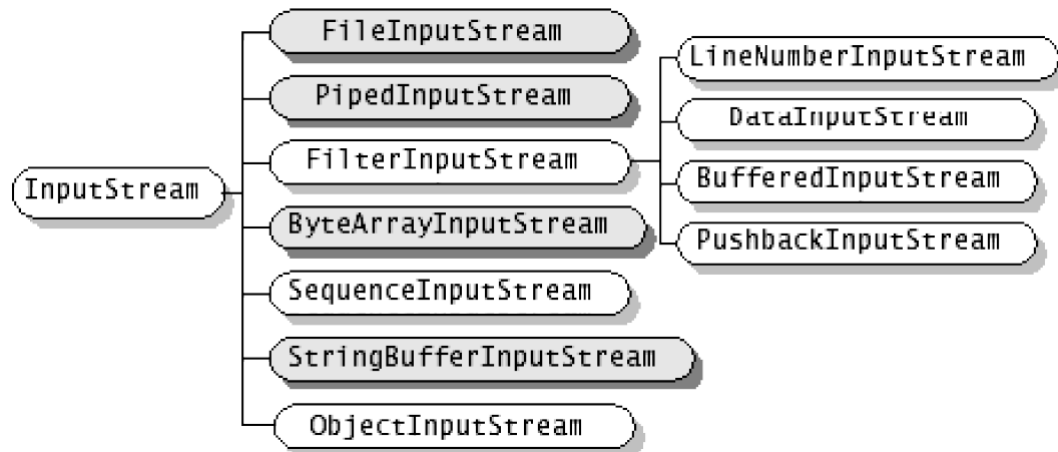 InputStream
FileInputStream
PipedInputStream
FilterInputStream
ByteArrayInputStream
SequenceInputStream
StringBufferInputStream
ObjectInputStream
LineNumberInputStream
DataInputStream
BufferedInputStream
PushbackInputStream